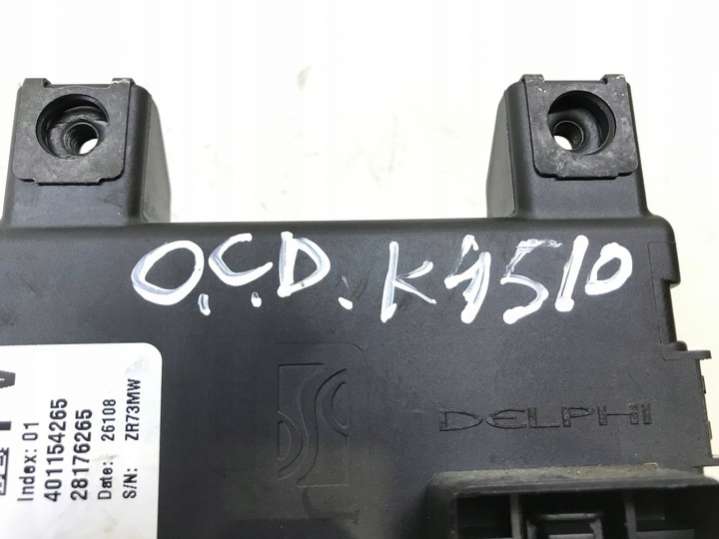 O.C.D. K4510
DELPHI
Index: 01
401154265
28176265
Date: 26108
S/N: ZR73MW